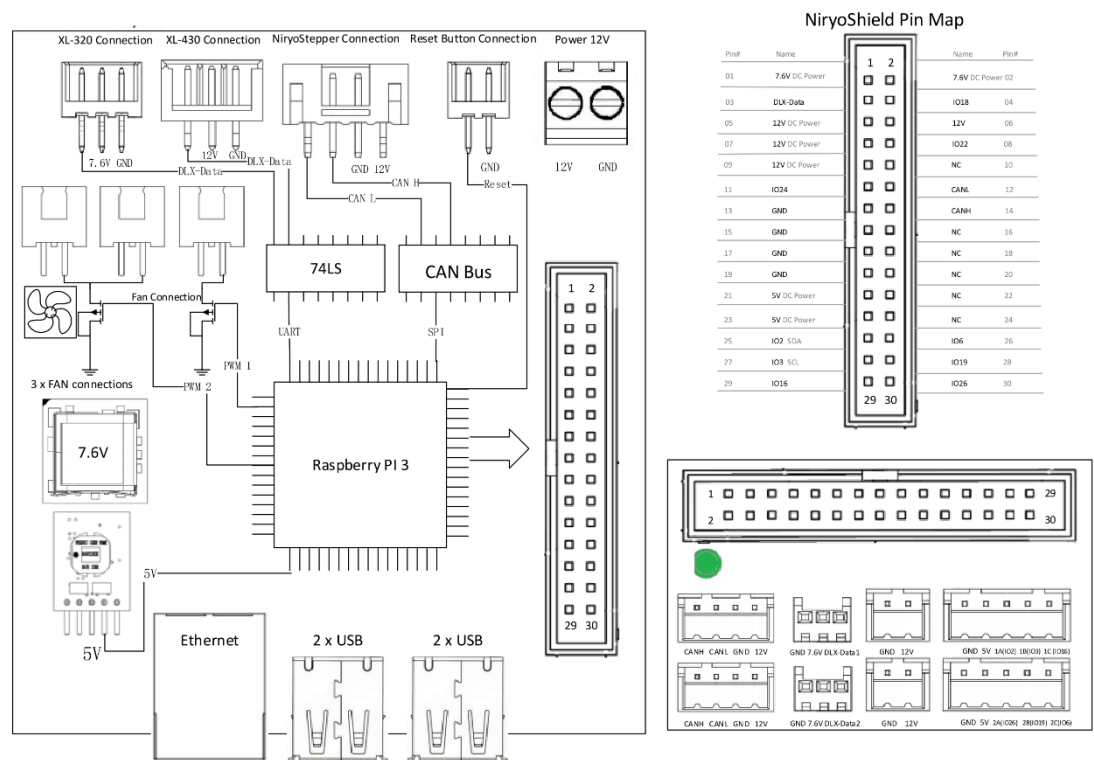 NiryoShield Pin Map
XL-320 Connection
XL-430 Connection
NiryoStepper Connection
Reset Button Connection
Power 12V
7.6V GND
DLX-Data
12V
GND
DLX-Data
GND 12V
CAN H
CAN L
GND
Reset
12V
GND
74LS
CAN Bus
Fan Connection
UART
SPI
PWM 1
PWM 2
3 x FAN connections
7.6V
Raspberry PI 3
5V
5V
Ethernet
2 x USB
2 x USB
1 2
29 30
Pin# Name Name Pin#
1 2
01 7.6V DC Power 7.6V DC Power 02
03 DLX-Data IO18 04
05 12V DC Power 12V 06
07 12V DC Power IO22 08
09 12V DC Power NC 10
11 IO24 CANL 12
13 GND CANH 14
15 GND NC 16
17 GND NC 18
19 GND NC 20
21 5V DC Power NC 22
23 5V DC Power NC 24
25 IO2 SDA IO6 26
27 IO3 SCL IO19 28
29 IO16 IO26 30
29 30
1 29
2 30
CANH CANL GND 12V
GND 7.6V DLX-Data1
GND 12V
GND 5V 1A(IO2) 1B(IO3) 1C(IO16)
CANH CANL GND 12V
GND 7.6V DLX-Data2
GND 12V
GND 5V 2A(IO26) 2B(IO19) 2C(IO6)